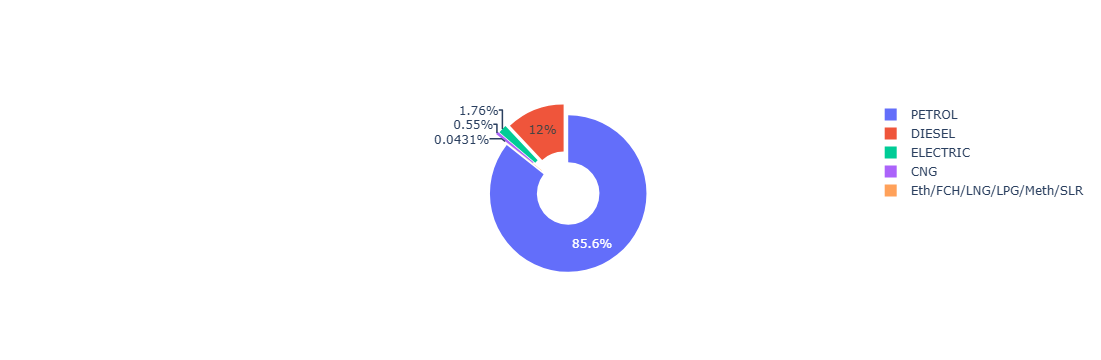 1.76%
0.55%
0.0431%
12%
85.6%
PETROL
DIESEL
ELECTRIC
CNG
Eth/FCH/LNG/LPG/Meth/SLR